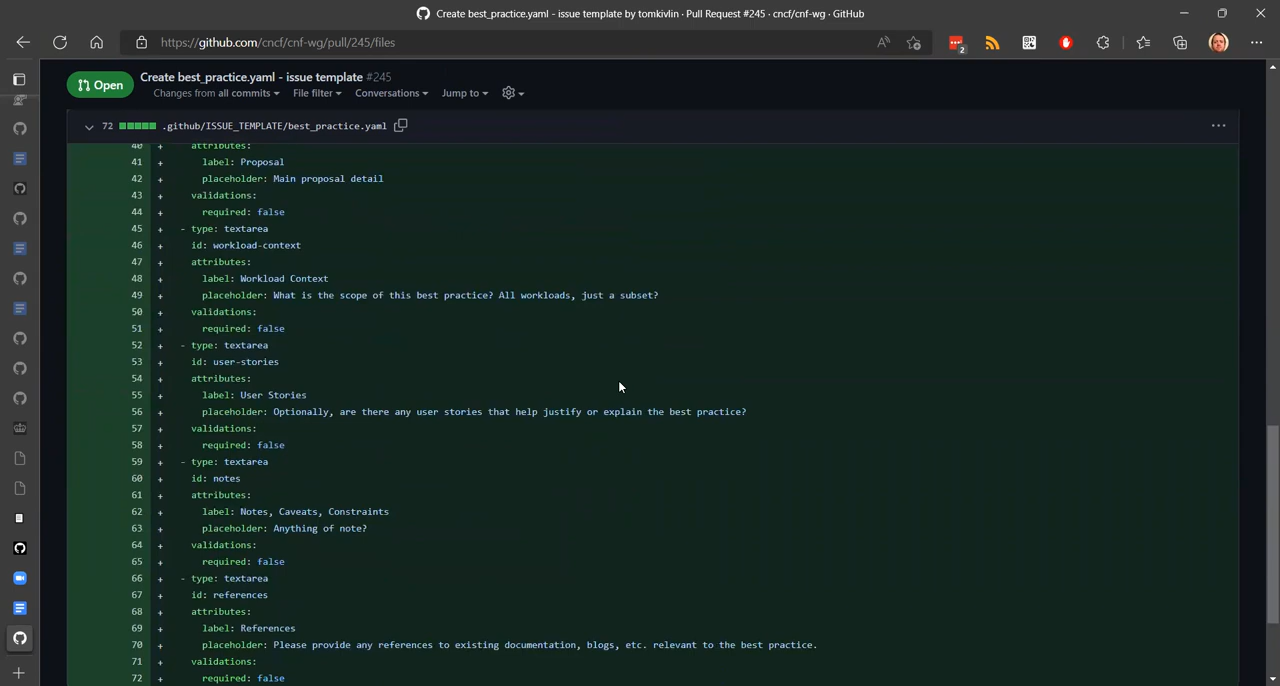 Create best_practice.yaml - issue template by tomkivlin · Pull Request #245 · cncf/cnf-wg · GitHub
https://github.com/cncf/cnf-wg/pull/245/files
2
Open
Create best_practice.yaml - issue template #245
Changes from all commits File filter Conversations Jump to
72 .github/ISSUE_TEMPLATE/best_practice.yaml
40 + attributes:
41 + label: Proposal
42 + placeholder: Main proposal detail
43 + validations:
44 + required: false
45 + - type: textarea
46 + id: workload-context
47 + attributes:
48 + label: Workload Context
49 + placeholder: What is the scope of this best practice? All workloads, just a subset?
50 + validations:
51 + required: false
52 + - type: textarea
53 + id: user-stories
54 + attributes:
55 + label: User Stories
56 + placeholder: Optionally, are there any user stories that help justify or explain the best practice?
57 + validations:
58 + required: false
59 + - type: textarea
60 + id: notes
61 + attributes:
62 + label: Notes, Caveats, Constraints
63 + placeholder: Anything of note?
64 + validations:
65 + required: false
66 + - type: textarea
67 + id: references
68 + attributes:
69 + label: References
70 + placeholder: Please provide any references to existing documentation, blogs, etc. relevant to the best practice.
71 + validations:
72 + required: false